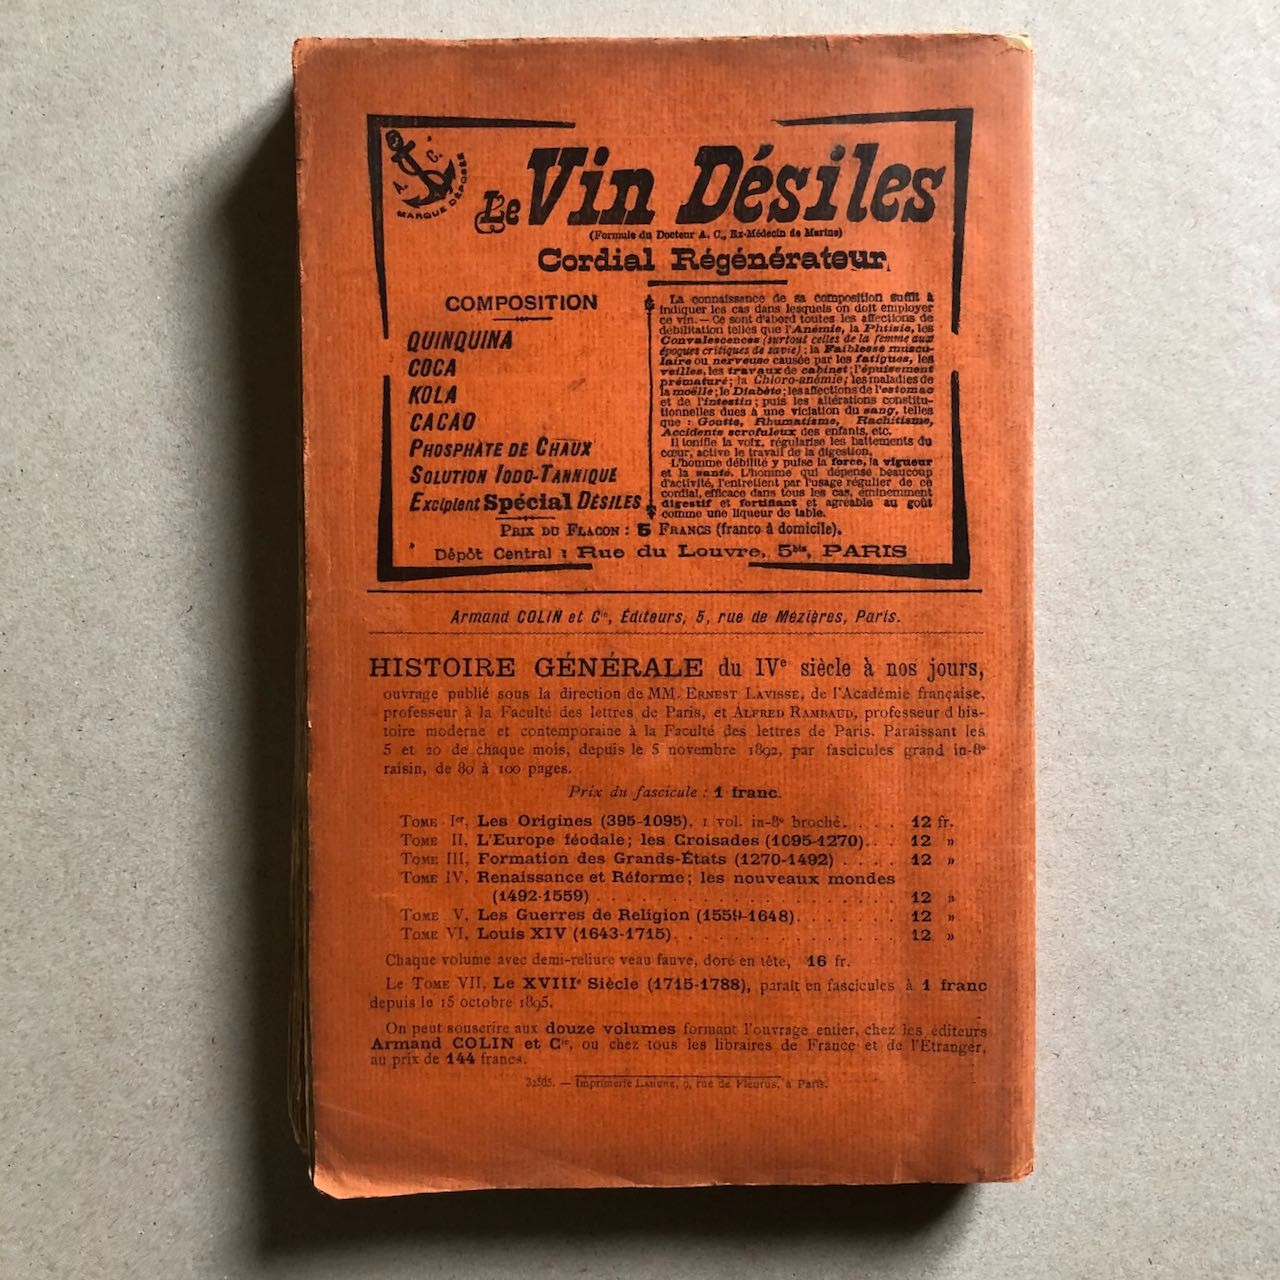 A. C.
MARQUE DÉPOSÉE
Le Vin Désiles
(Formule du Docteur A. C., Ex-Médecin de Marine)
Cordial Régénérateur
COMPOSITION
QUINQUINA
COCA
KOLA
CACAO
PHOSPHATE DE CHAUX
SOLUTION IODO-TANNIQUE
Excipient Spécial DÉSILES
La connaissance de sa composition suffit à
indiquer les cas dans lesquels on doit employer
ce vin. — Ce sont d'abord toutes les affections de
débilitation telles que l'Anémie, la Phtisie, les
Convalescences (surtout celles de la femme aux
époques critiques de sa vie); la Faiblesse muscu-
laire ou nerveuse causée par les fatigues, les
veilles, les travaux de cabinet; l'épuisement
prématuré; la Chloro-anémie; les maladies de
la moëlle; le Diabète; les affections de l'estomac
et de l'intestin; puis les altérations constitu-
tionnelles dues à une viciation du sang, telles
que : Goutte, Rhumatisme, Rachitisme,
Accidents scrofuleux des enfants, etc.
Il tonifie la voix, régularise les battements du
cœur, active le travail de la digestion.
L'homme débilité y puise la force, la vigueur
et la santé. L'homme qui dépense beaucoup
d'activité, l'entretient par l'usage régulier de ce
cordial, efficace dans tous les cas, éminemment
digestif et fortifiant et agréable au goût
comme une liqueur de table.
PRIX DU FLACON : 5 FRANCS (franco à domicile).
Dépôt Central : Rue du Louvre, 5bis, PARIS
Armand COLIN et Cie, Éditeurs, 5, rue de Mézières, Paris.
HISTOIRE GÉNÉRALE du IVe siècle à nos jours,
ouvrage publié sous la direction de MM. ERNEST LAVISSE, de l'Académie française,
professeur à la Faculté des lettres de Paris, et ALFRED RAMBAUD, professeur d'his-
toire moderne et contemporaine à la Faculté des lettres de Paris. Paraissant les
5 et 20 de chaque mois, depuis le 5 novembre 1892, par fascicules grand in-8e
raisin, de 80 à 100 pages.
Prix du fascicule : 1 franc.
TOME Ier, Les Origines (395-1095), 1 vol. in-8e broché. . . . 12 fr.
TOME II, L'Europe féodale; les Croisades (1095-1270). . . 12 »
TOME III, Formation des Grands-États (1270-1492) . . . . 12 »
TOME IV, Renaissance et Réforme; les nouveaux mondes
(1492-1559) . . . . . . . . . . . . . . . . . . . . 12 »
TOME V, Les Guerres de Religion (1559-1648). . . . . . . 12 »
TOME VI, Louis XIV (1643-1715). . . . . . . . . . . . . . 12 »
Chaque volume avec demi-reliure veau fauve, doré en tête, 16 fr.
Le TOME VII, Le XVIIIe Siècle (1715-1788), paraît en fascicules à 1 franc
depuis le 15 octobre 1895.
On peut souscrire aux douze volumes formant l'ouvrage entier, chez les éditeurs
Armand COLIN et Cie, ou chez tous les libraires de France et de l'Étranger,
au prix de 144 francs.
— Imprimerie LAHURE, 9, rue de Fleurus, à Paris.